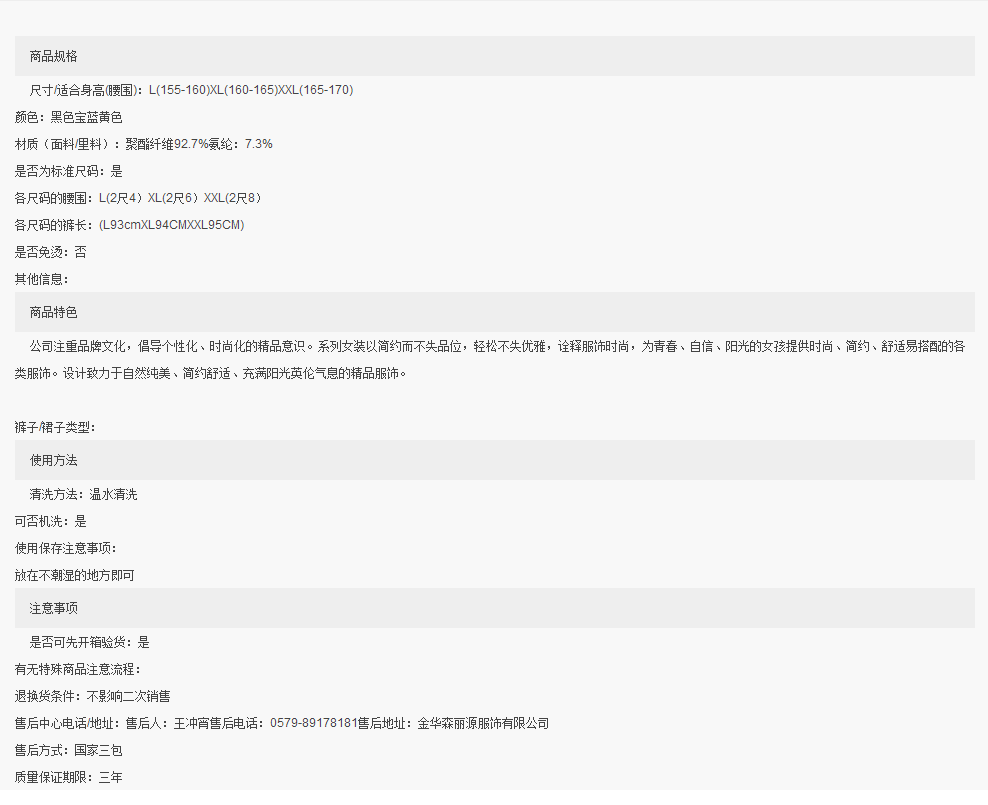 商品规格
尺寸/适合身高(腰围)：L(155-160)XL(160-165)XXL(165-170)
颜色：黑色宝蓝黄色
材质（面料/里料）：聚酯纤维92.7%氨纶：7.3%
是否为标准尺码：是
各尺码的腰围：L(2尺4）XL(2尺6）XXL(2尺8）
各尺码的裤长：(L93cmXL94CMXXL95CM)
是否免烫：否
其他信息：
商品特色
公司注重品牌文化，倡导个性化、时尚化的精品意识。系列女装以简约而不失品位，轻松不失优雅，诠释服饰时尚，为青春、自信、阳光的女孩提供时尚、简约、舒适易搭配的各
类服饰。设计致力于自然纯美、简约舒适、充满阳光英伦气息的精品服饰。
裤子/裙子类型：
使用方法
清洗方法：温水清洗
可否机洗：是
使用保存注意事项：
放在不潮湿的地方即可
注意事项
是否可先开箱验货：是
有无特殊商品注意流程：
退换货条件：不影响二次销售
售后中心电话/地址：售后人：王冲宵售后电话：0579-89178181售后地址：金华森丽源服饰有限公司
售后方式：国家三包
质量保证期限：三年